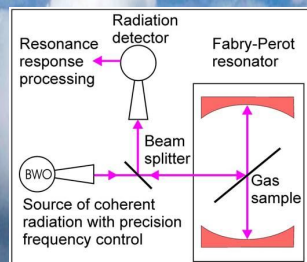 Radiation
detector
Resonance
response
processing
Fabry-Perot
resonator
Beam
splitter
BWO
Gas
sample
Source of coherent
radiation with precision
frequency control